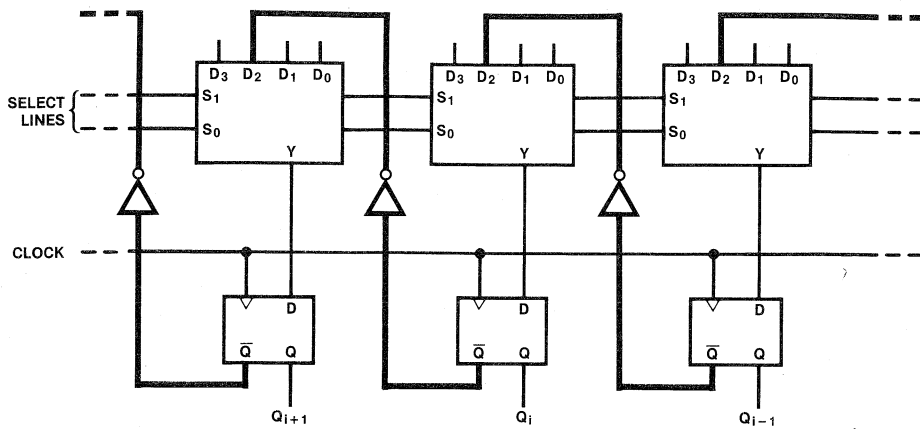 D3 D2 D1 D0 D3 D2 D1 D0 D3 D2 D1 D0
SELECT LINES
S1 S1 S1
S0 S0 S0
Y Y Y
CLOCK
D D D
Q̅ Q Q̅ Q Q̅ Q
Qi+1 Qi Qi−1